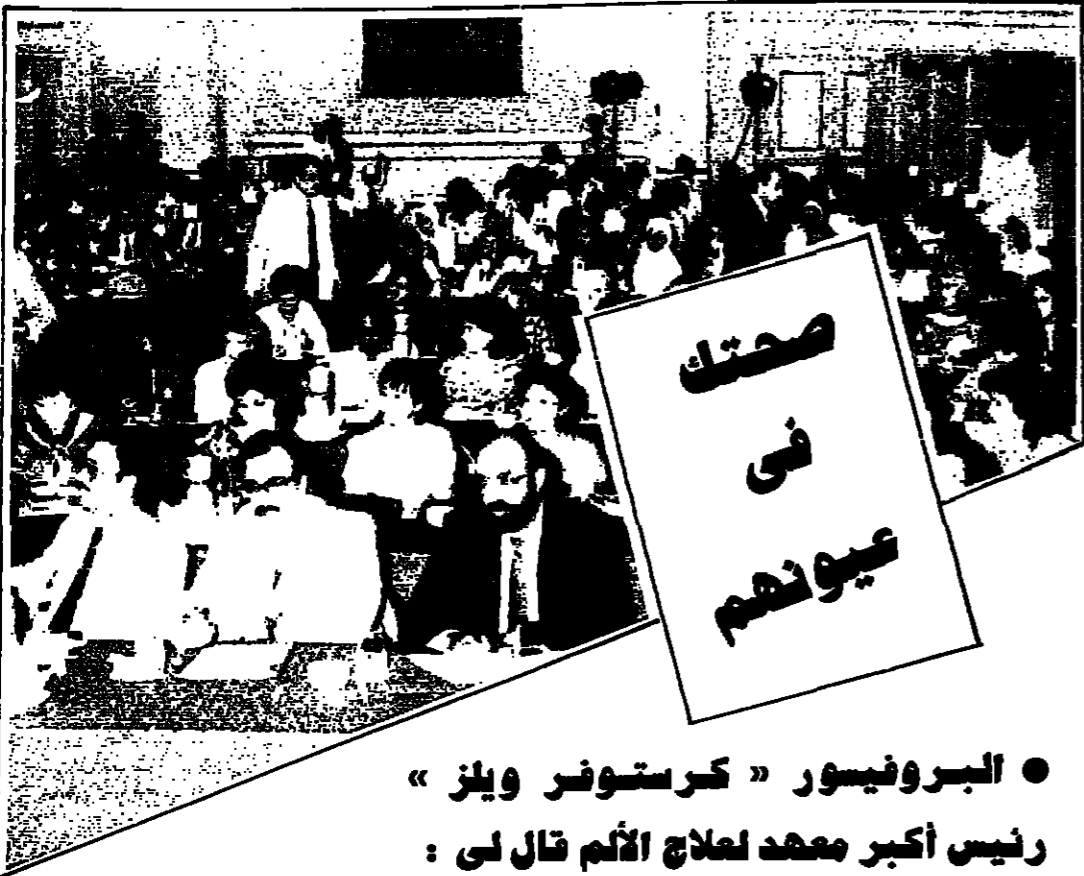 صحتك
فى
عيونهم
● البروفيسور « كرستوفر ويلز »
رئيس أكبر معهد لعلاج الألم قال لى :